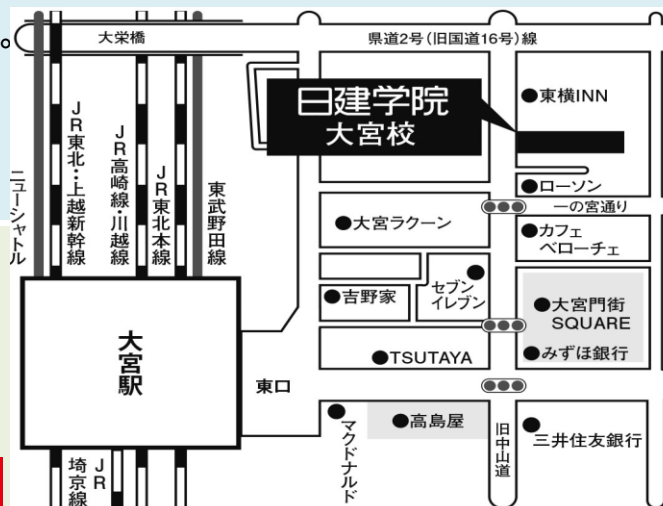 大栄橋
県道2号(旧国道16号)線
日建学院
大宮校
東横INN
ローソン
一の宮通り
カフェ
ベローチェ
大宮ラクーン
セブン
イレブン
吉野家
大宮門街
SQUARE
みずほ銀行
TSUTAYA
高島屋
マクドナルド
旧中山道
三井住友銀行
ニューシャトル
JR東北・上越新幹線
JR高崎線・川越線
JR東北本線
東武野田線
大宮駅
東口
JR
埼京線